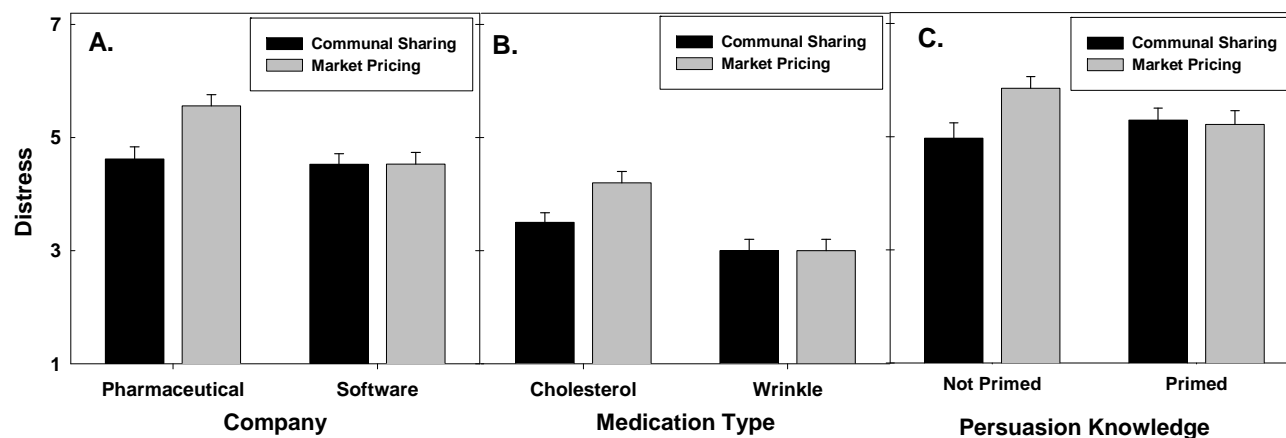 7
5
3
1
Distress
A.
Communal Sharing
Market Pricing
Pharmaceutical Software
Company
B.
Communal Sharing
Market Pricing
Cholesterol Wrinkle
Medication Type
C.
Communal Sharing
Market Pricing
Not Primed Primed
Persuasion Knowledge